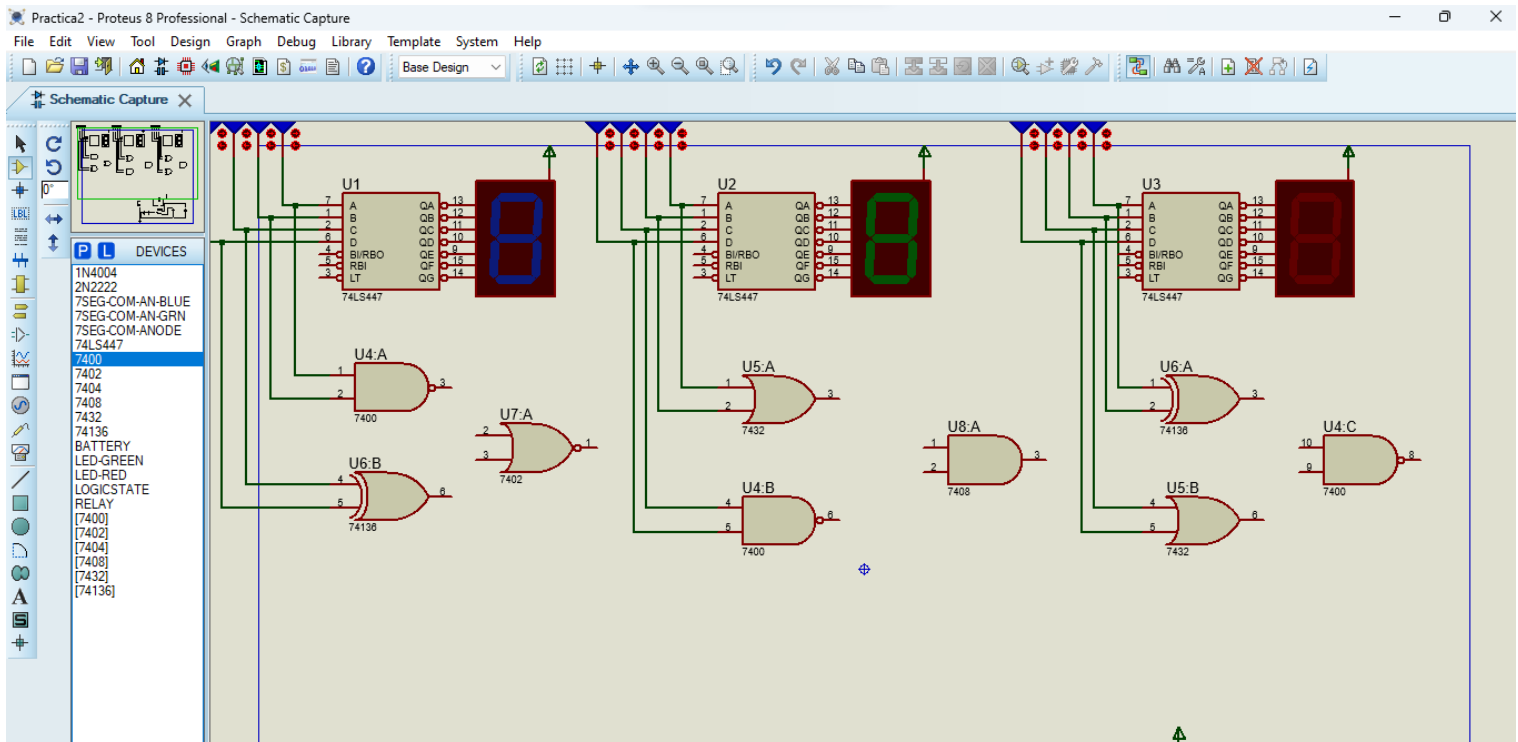 Practica2 - Proteus 8 Professional - Schematic Capture
File Edit View Tool Design Graph Debug Library Template System Help
Base Design
Schematic Capture
0°
LBL
P L DEVICES
1N4004
2N2222
7SEG-COM-AN-BLUE
7SEG-COM-AN-GRN
7SEG-COM-ANODE
74LS447
7400
7402
7404
7408
7432
74136
BATTERY
LED-GREEN
LED-RED
LOGICSTATE
RELAY
[7400]
[7402]
[7404]
[7408]
[7432]
[74136]
A
S
U1
7 A QA 13
1 B QB 12
2 C QC 11
6 D QD 10
4 BI/RBO QE 9
5 RBI QF 15
3 LT QG 14
74LS447
U2
7 A QA 13
1 B QB 12
2 C QC 11
6 D QD 10
4 BI/RBO QE 9
5 RBI QF 15
3 LT QG 14
74LS447
U3
7 A QA 13
1 B QB 12
2 C QC 11
6 D QD 10
4 BI/RBO QE 9
5 RBI QF 15
3 LT QG 14
74LS447
U4:A
1
2
3
7400
U7:A
2
3
1
7402
U6:B
4
5
6
74136
U5:A
1
2
3
7432
U8:A
1
2
3
7408
U4:B
4
5
6
7400
U6:A
1
2
3
74136
U4:C
10
9
8
7400
U5:B
4
5
6
7432